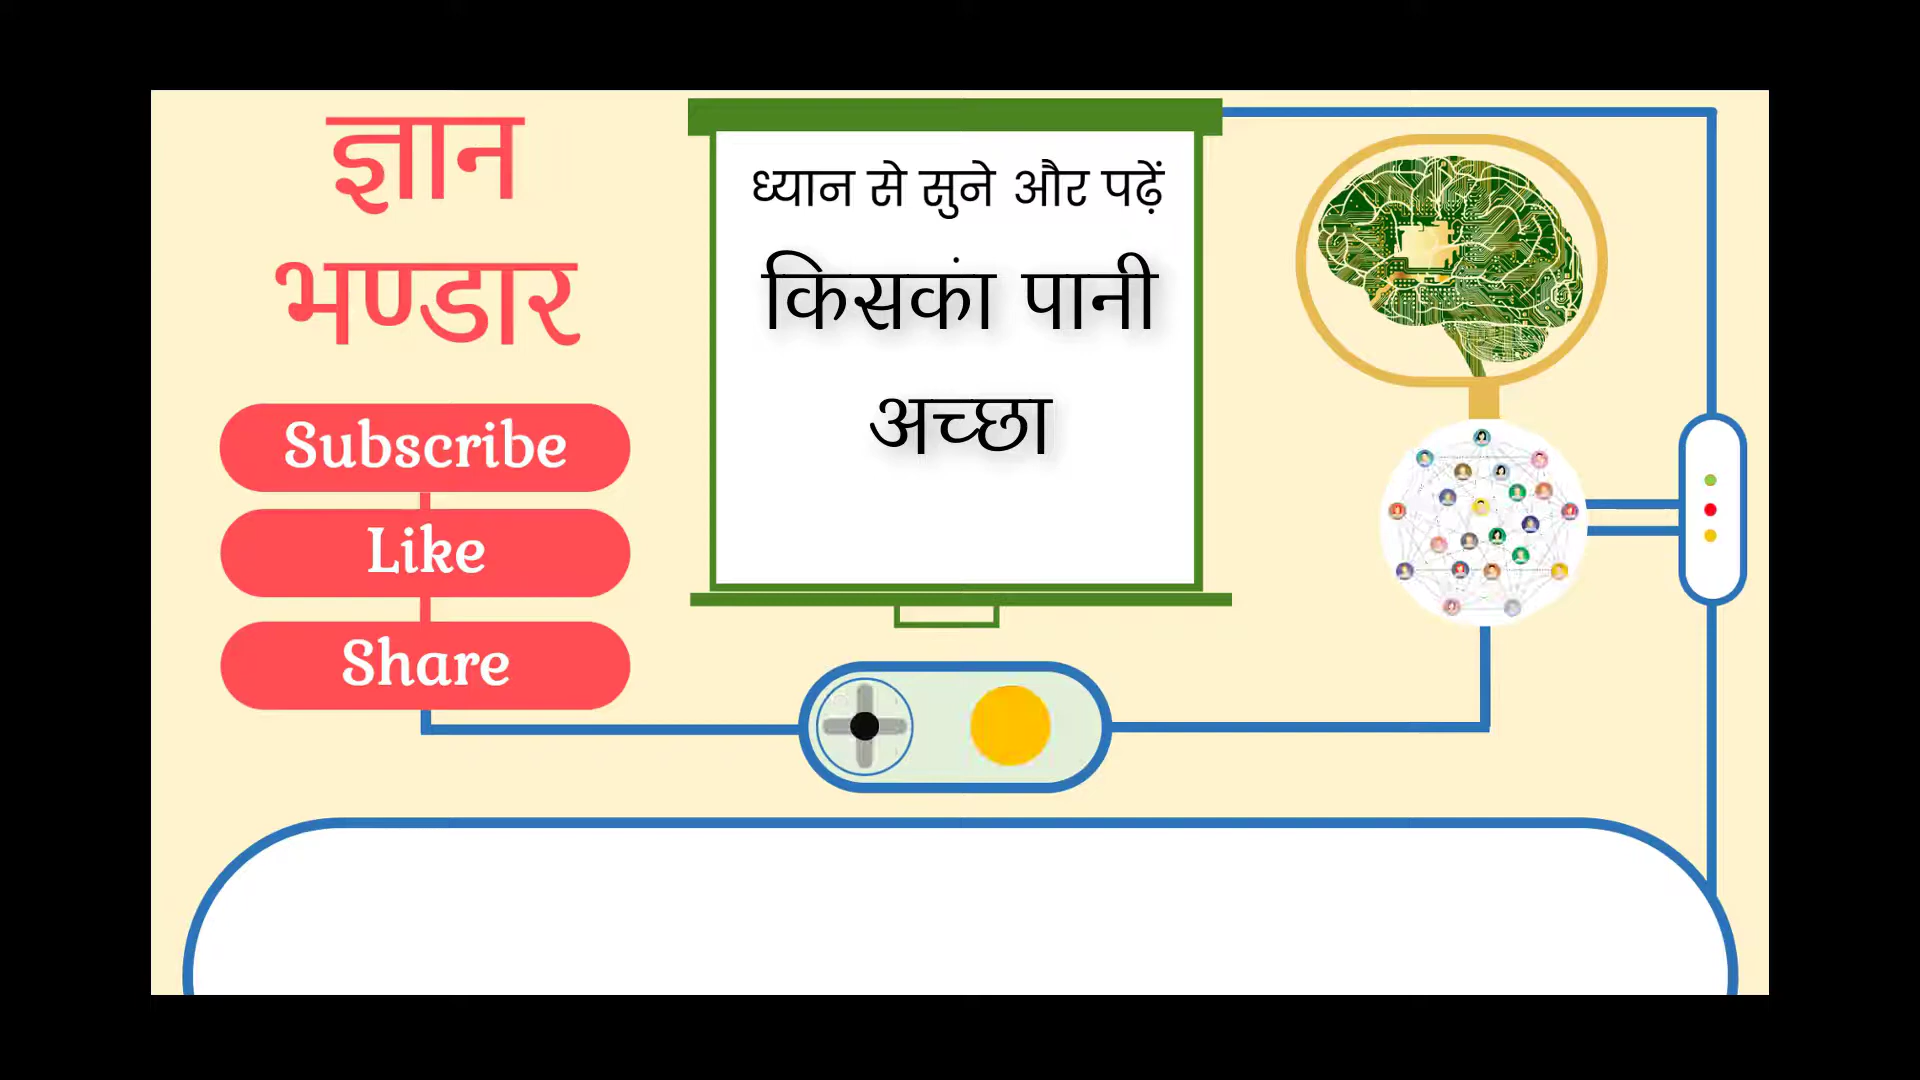 ज्ञान
भण्डार
Subscribe
Like
Share
ध्यान से सुने और पढ़ें
किसकां पानी
अच्छा